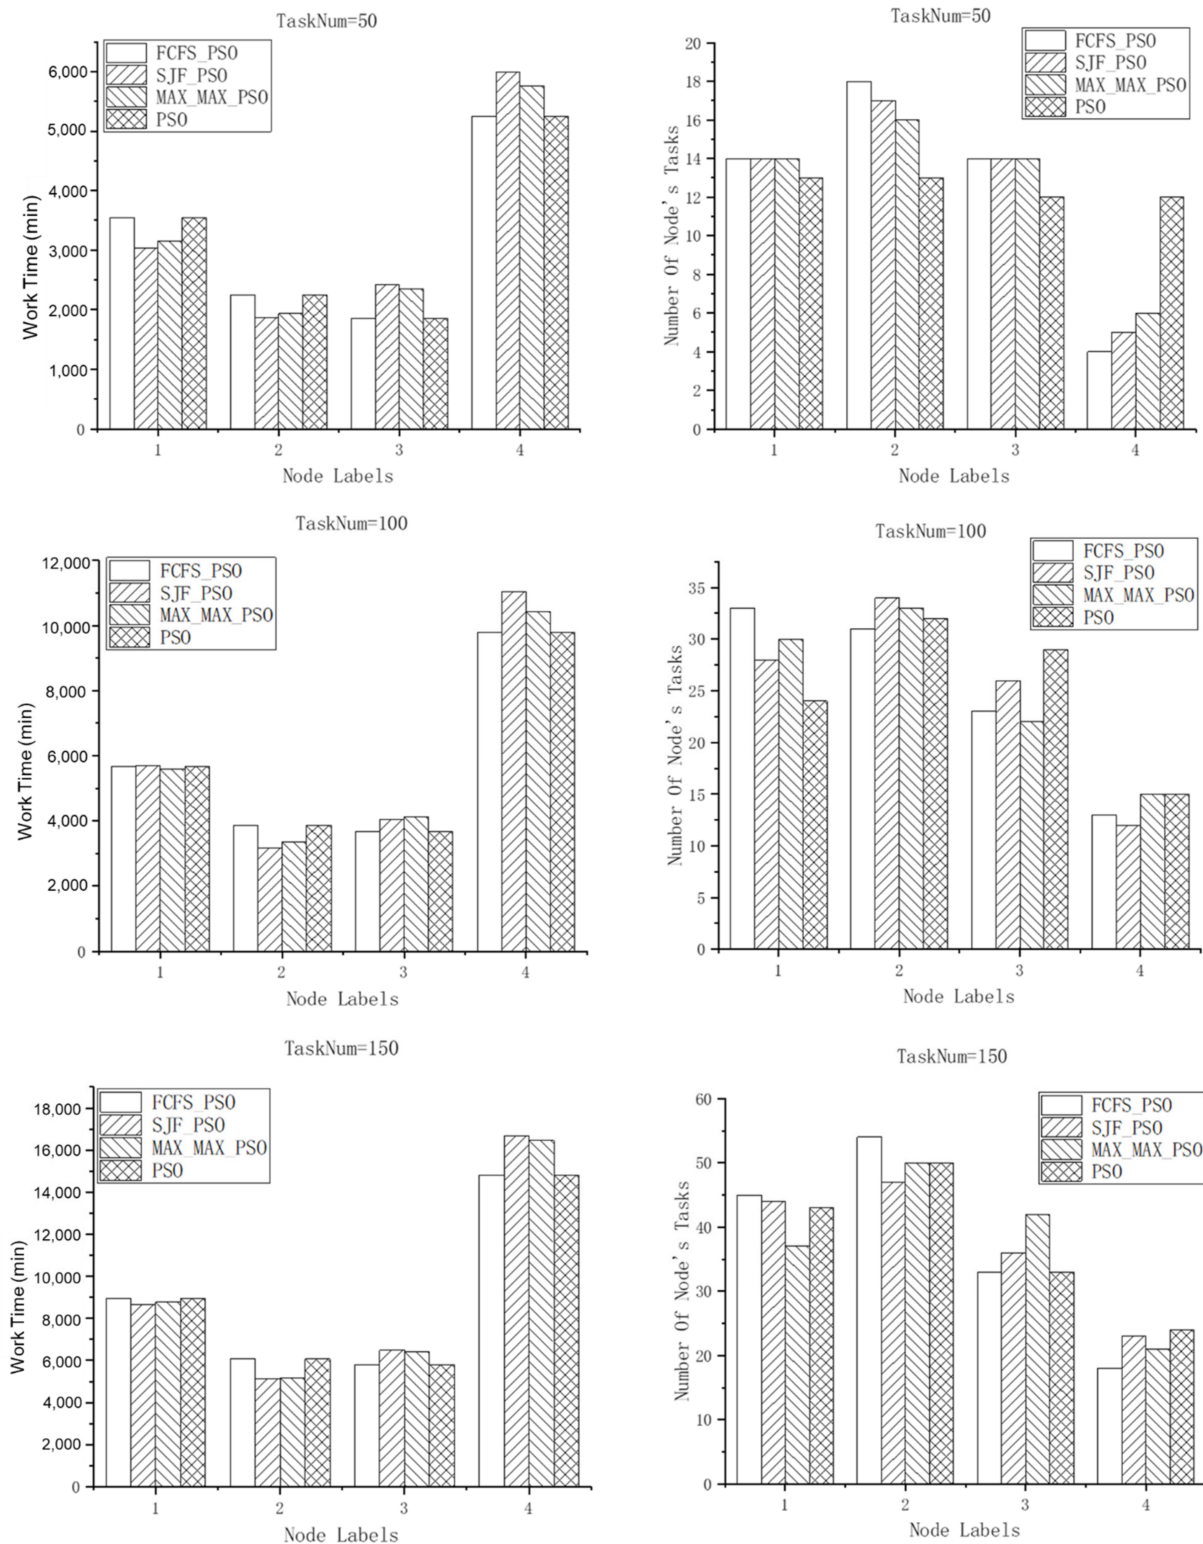 TaskNum=50
FCFS_PSO
SJF_PSO
MAX_MAX_PSO
PSO
6,000
5,000
4,000
3,000
2,000
1,000
0
Work Time (min)
1 2 3 4
Node Labels
TaskNum=50
FCFS_PSO
SJF_PSO
MAX_MAX_PSO
PSO
20
18
16
14
12
10
8
6
4
2
0
Number Of Node's Tasks
1 2 3 4
Node Labels
TaskNum=100
FCFS_PSO
SJF_PSO
MAX_MAX_PSO
PSO
12,000
10,000
8,000
6,000
4,000
2,000
0
Work Time (min)
1 2 3 4
Node Labels
TaskNum=100
FCFS_PSO
SJF_PSO
MAX_MAX_PSO
PSO
35
30
25
20
15
10
5
0
Number Of Node's Tasks
1 2 3 4
Node Labels
TaskNum=150
FCFS_PSO
SJF_PSO
MAX_MAX_PSO
PSO
18,000
16,000
14,000
12,000
10,000
8,000
6,000
4,000
2,000
0
Work Time (min)
1 2 3 4
Node Labels
TaskNum=150
FCFS_PSO
SJF_PSO
MAX_MAX_PSO
PSO
60
50
40
30
20
10
0
Number Of Node's Tasks
1 2 3 4
Node Labels